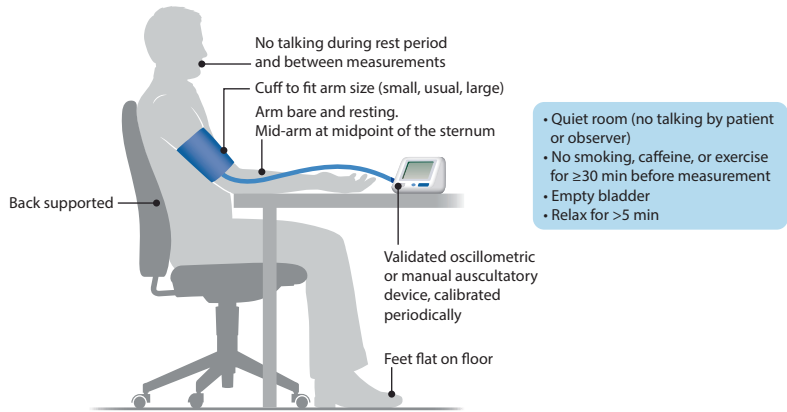 No talking during rest period
and between measurements
Cuff to fit arm size (small, usual, large)
Arm bare and resting.
Mid-arm at midpoint of the sternum
Back supported
Validated oscillometric
or manual auscultatory
device, calibrated
periodically
Feet flat on floor
• Quiet room (no talking by patient
or observer)
• No smoking, caffeine, or exercise
for ≥30 min before measurement
• Empty bladder
• Relax for >5 min